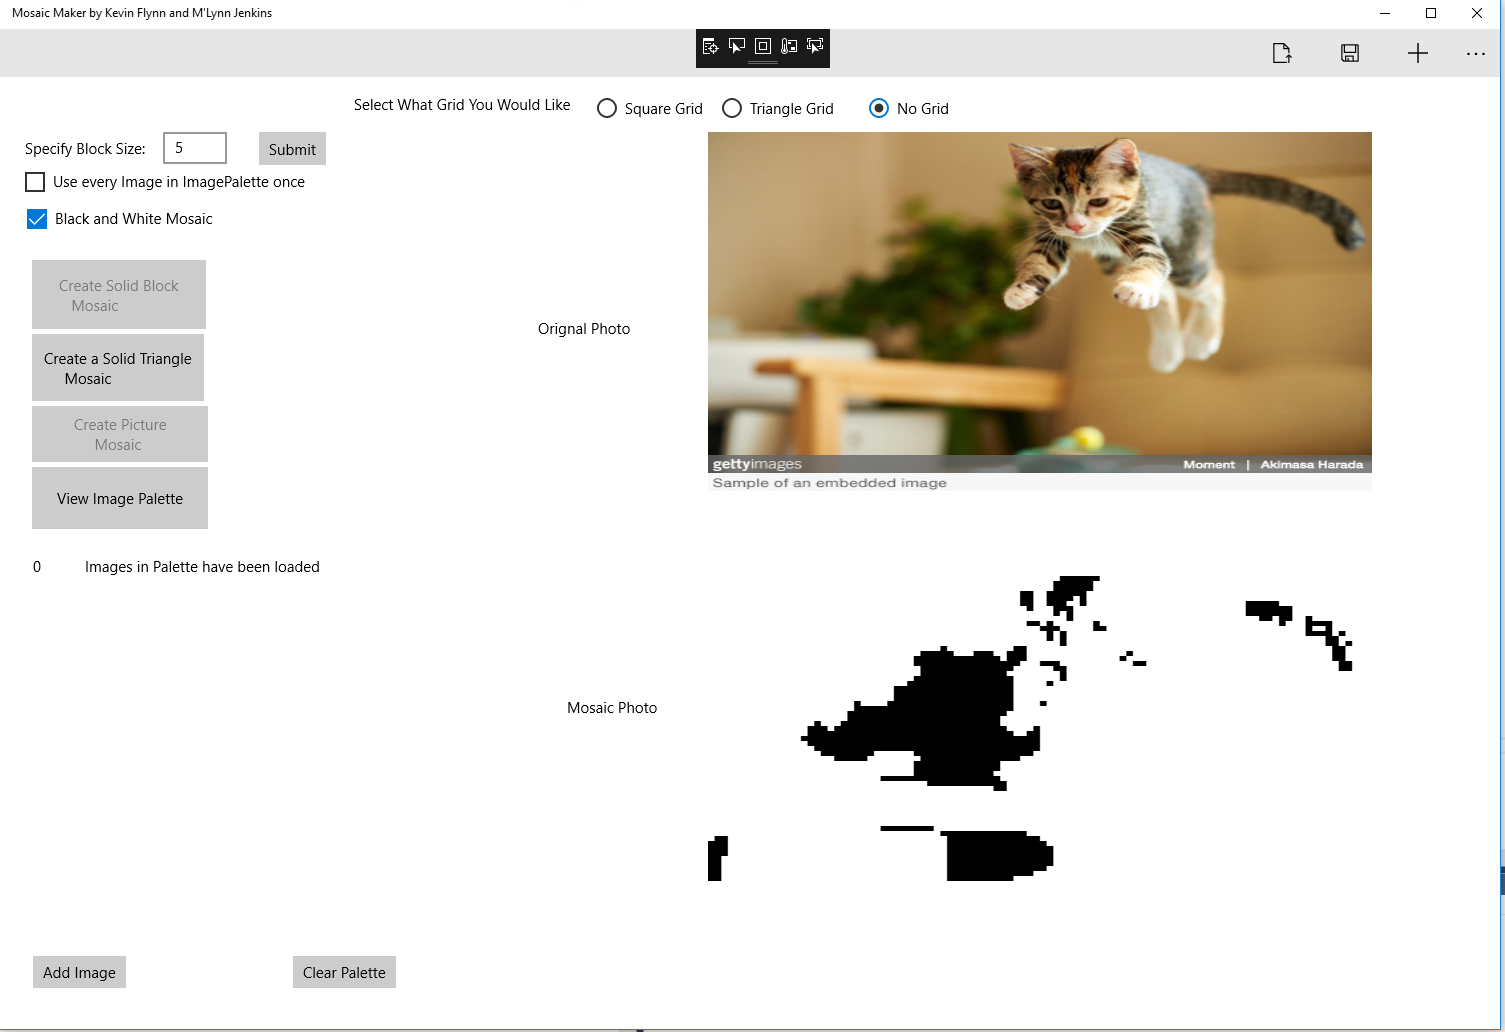 Mosaic Maker by Kevin Flynn and M'Lynn Jenkins
Select What Grid You Would Like
Square Grid
Triangle Grid
No Grid
Specify Block Size:
5
Submit
Use every Image in ImagePalette once
Black and White Mosaic
Create Solid Block
Mosaic
Create a Solid Triangle
Mosaic
Create Picture
Mosaic
View Image Palette
0
Images in Palette have been loaded
Orignal Photo
gettyimages
Moment | Akimasa Harada
Sample of an embedded image
Mosaic Photo
Add Image
Clear Palette